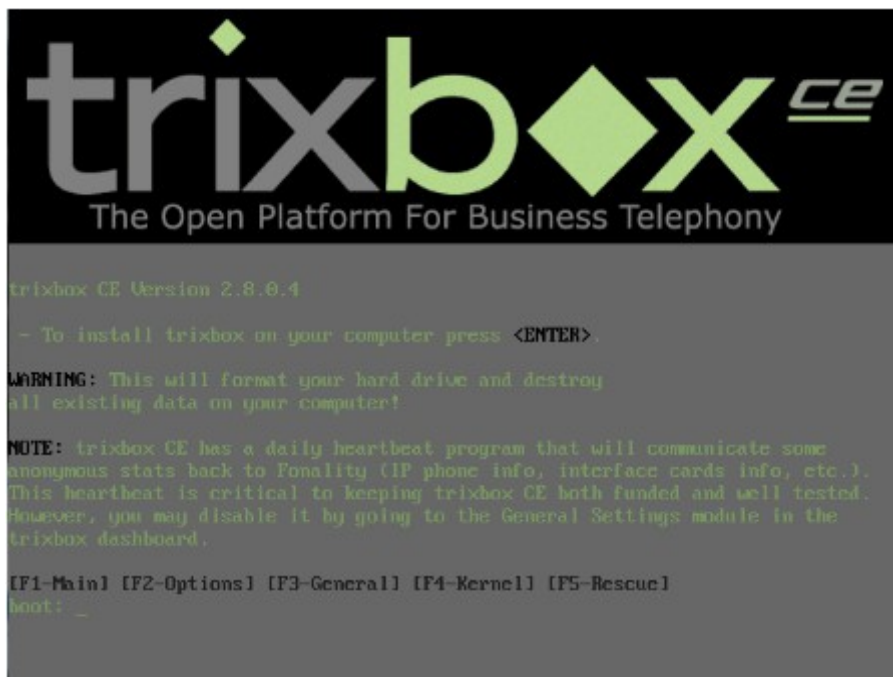 trixbox CE
The Open Platform For Business Telephony
trixbox CE Version 2.8.0.4
- To install trixbox on your computer press <ENTER>.
WARNING: This will format your hard drive and destroy
all existing data on your computer!
NOTE: trixbox CE has a daily heartbeat program that will communicate some
anonymous stats back to Fonality (IP phone info, interface cards info, etc.).
This heartbeat is critical to keeping trixbox CE both funded and well tested.
However, you may disable it by going to the General Settings module in the
trixbox dashboard.
[F1-Main] [F2-Options] [F3-General] [F4-Kernel] [F5-Rescue]
boot: _